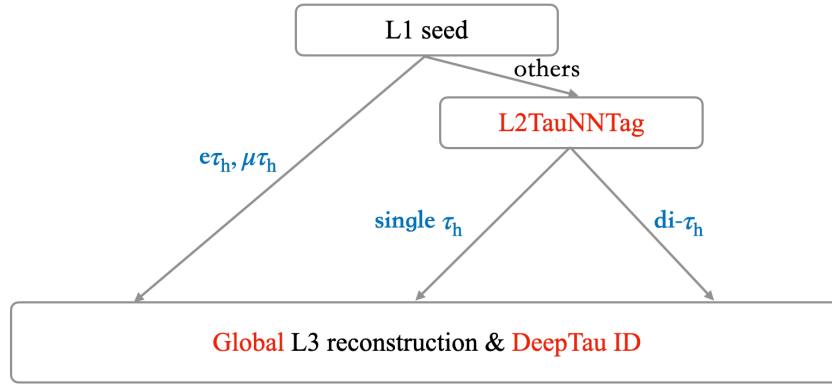 L1 seed
others
L2TauNNTag
eτh, μτh
single τh
di-τh
Global L3 reconstruction & DeepTau ID